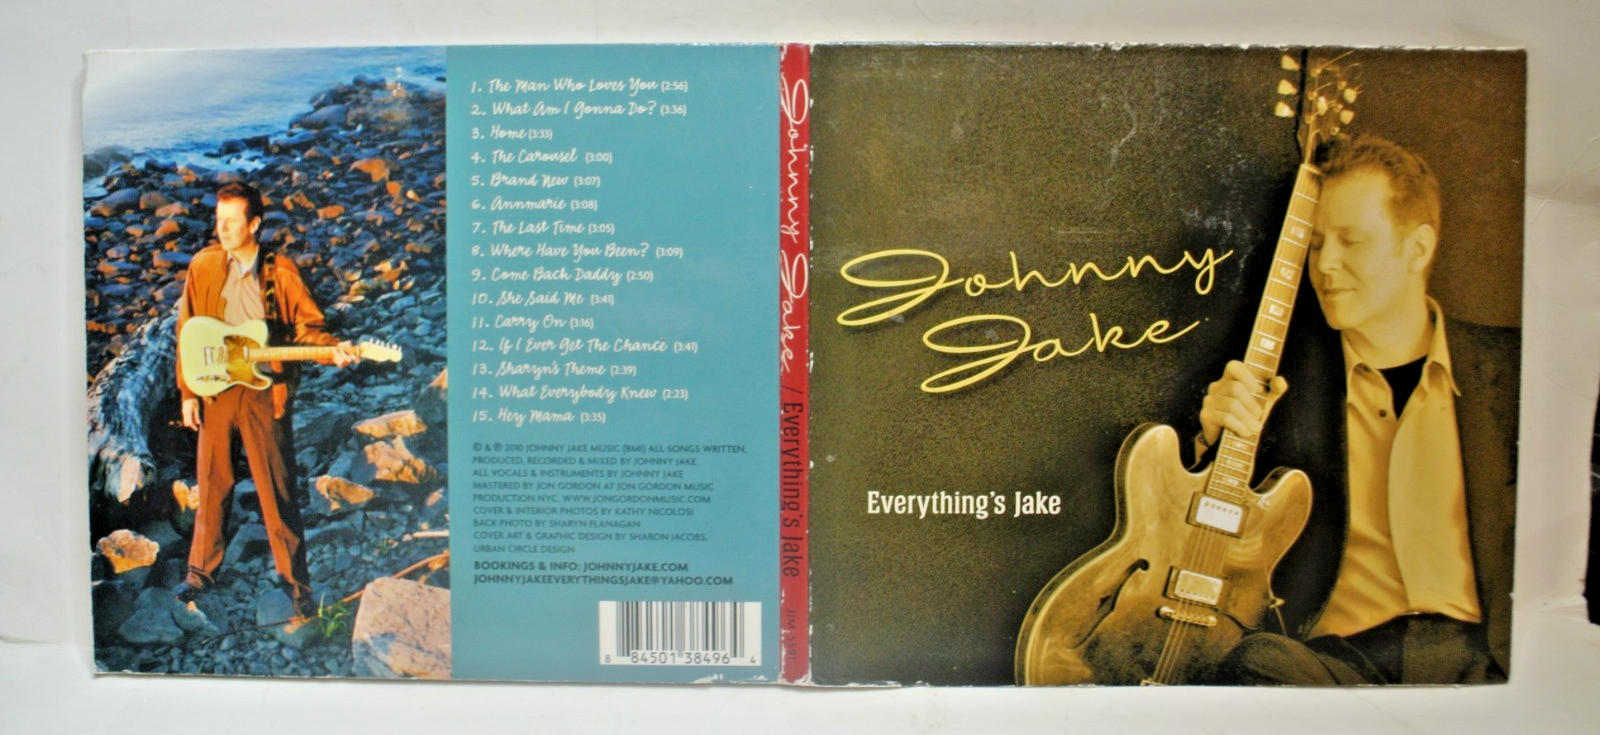 1. The Man Who Loves You (2:56)
2. What Am I Gonna Do? (3:36)
3. Home (3:33)
4. The Carousel (3:00)
5. Brand New (3:07)
6. Annmarie (3:08)
7. The Last Time (3:05)
8. Where Have You Been? (3:09)
9. Come Back Daddy (2:50)
10. She Said Me (3:41)
11. Carry On (3:16)
12. If I Ever Get The Chance (3:41)
13. Sharyn's Theme (2:39)
14. What Everybody Knew (2:23)
15. Hey Mama (3:35)
© & ℗ 2010 JOHNNY JAKE MUSIC (BMI) ALL SONGS WRITTEN,
PRODUCED, RECORDED & MIXED BY JOHNNY JAKE
ALL VOCALS & INSTRUMENTS BY JOHNNY JAKE
MASTERED BY JON GORDON AT JON GORDON MUSIC
PRODUCTION NYC. WWW.JONGORDONMUSIC.COM
COVER & INTERIOR PHOTOS BY KATHY NICOLOSI
BACK PHOTO BY SHARYN FLANAGAN
COVER ART & GRAPHIC DESIGN BY SHARON JACOBS,
URBAN CIRCLE DESIGN
BOOKINGS & INFO: JOHNNYJAKE.COM
JOHNNYJAKEEVERYTHINGSJAKE@YAHOO.COM
8 84501 38496 4
Johnny Jake / Everything's Jake JJM
Johnny
Jake
Everything's Jake